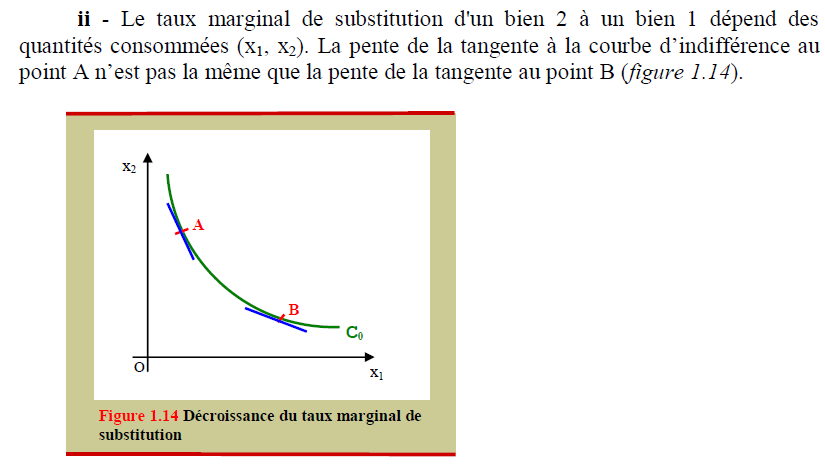 ii - Le taux marginal de substitution d'un bien 2 à un bien 1 dépend des
quantités consommées (x₁, x₂). La pente de la tangente à la courbe d’indifférence au
point A n’est pas la même que la pente de la tangente au point B (figure 1.14).
x₂
A
B
C₀
O
x₁
Figure 1.14 Décroissance du taux marginal de
substitution